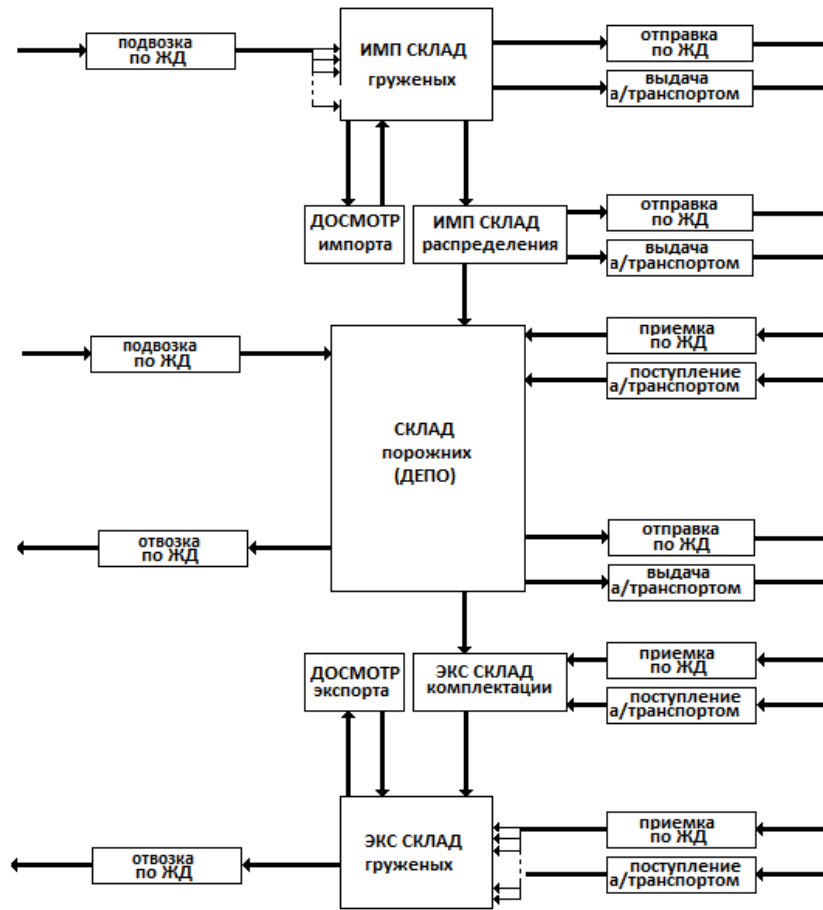 подвозка
по ЖД
ИМП СКЛАД
груженых
отправка
по ЖД
выдача
а/транспортом
ДОСМОТР
импорта
ИМП СКЛАД
распределения
отправка
по ЖД
выдача
а/транспортом
подвозка
по ЖД
СКЛАД
порожних
(ДЕПО)
приемка
по ЖД
поступление
а/транспортом
отвозка
по ЖД
отправка
по ЖД
выдача
а/транспортом
ДОСМОТР
экспорта
ЭКС СКЛАД
комплектации
приемка
по ЖД
поступление
а/транспортом
отвозка
по ЖД
ЭКС СКЛАД
груженых
приемка
по ЖД
поступление
а/транспортом